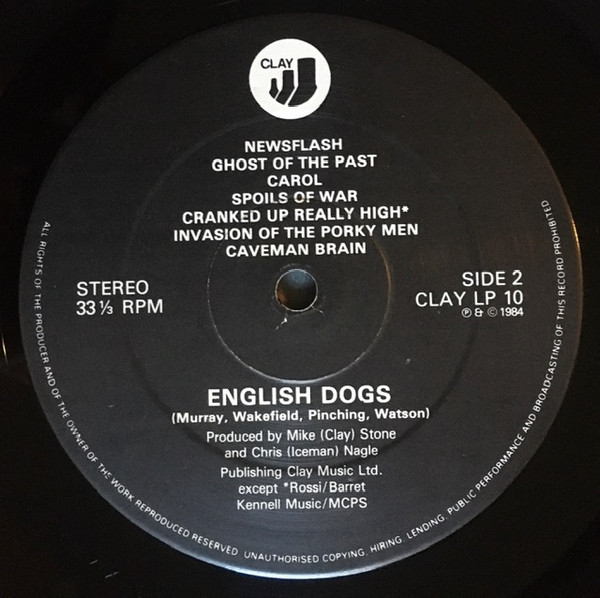 CLAY
NEWSFLASH
GHOST OF THE PAST
CAROL
SPOILS OF WAR
CRANKED UP REALLY HIGH*
INVASION OF THE PORKY MEN
CAVEMAN BRAIN
STEREO
33⅓ RPM
SIDE 2
CLAY LP 10
℗ & © 1984
ENGLISH DOGS
(Murray, Wakefield, Pinching, Watson)
Produced by Mike (Clay) Stone
and Chris (Iceman) Nagle
Publishing Clay Music Ltd.
except *Rossi/Barret
Kennell Music/MCPS
ALL RIGHTS OF THE PRODUCER AND OF THE OWNER OF THE WORK REPRODUCED RESERVED. UNAUTHORISED COPYING, HIRING, LENDING, PUBLIC PERFORMANCE AND BROADCASTING OF THIS RECORD PROHIBITED